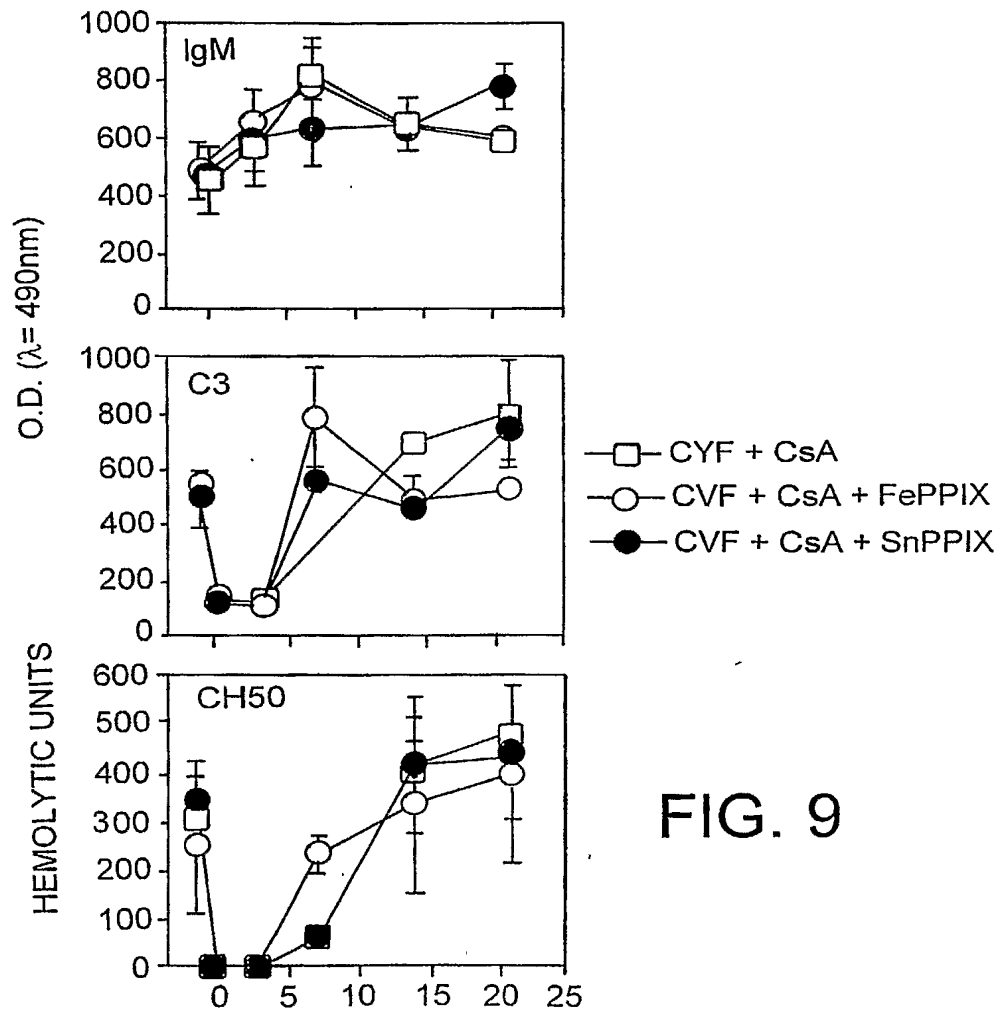 O.D. (λ= 490nm)
1000
800
600
400
200
0
IgM
1000
800
600
400
200
0
C3
CYF + CsA
CVF + CsA + FePPIX
CVF + CsA + SnPPIX
HEMOLYTIC UNITS
600
500
400
300
200
100
0
CH50
0 5 10 15 20 25
FIG. 9